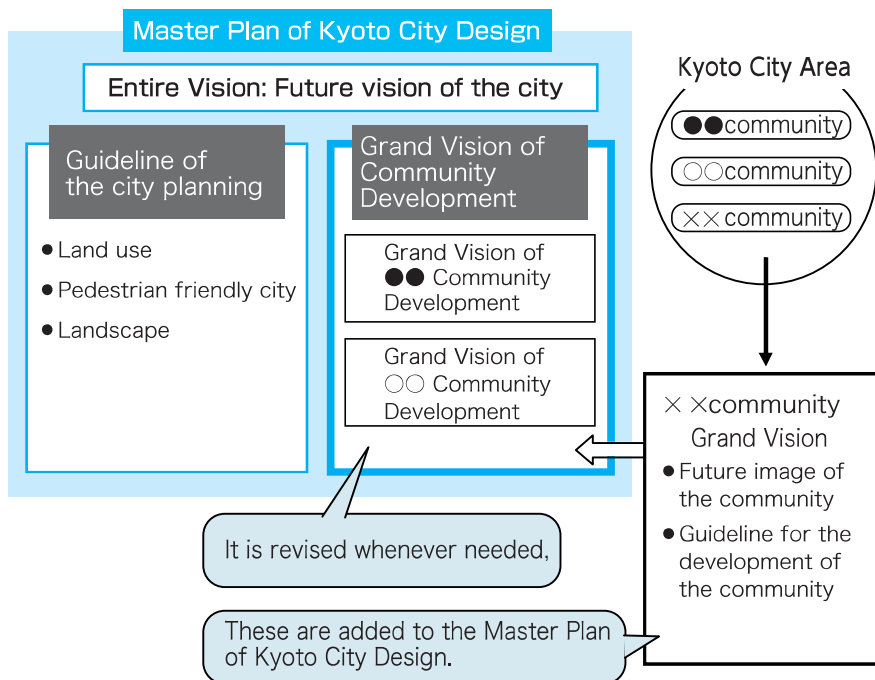 Master Plan of Kyoto City Design
Entire Vision: Future vision of the city
Guideline of
the city planning
● Land use
● Pedestrian friendly city
● Landscape
Grand Vision of
Community
Development
Grand Vision of
●● Community
Development
Grand Vision of
○○ Community
Development
It is revised whenever needed,
Kyoto City Area
●●community
○○community
××community
××community
Grand Vision
● Future image of
the community
● Guideline for the
development of
the community
These are added to the Master Plan
of Kyoto City Design.